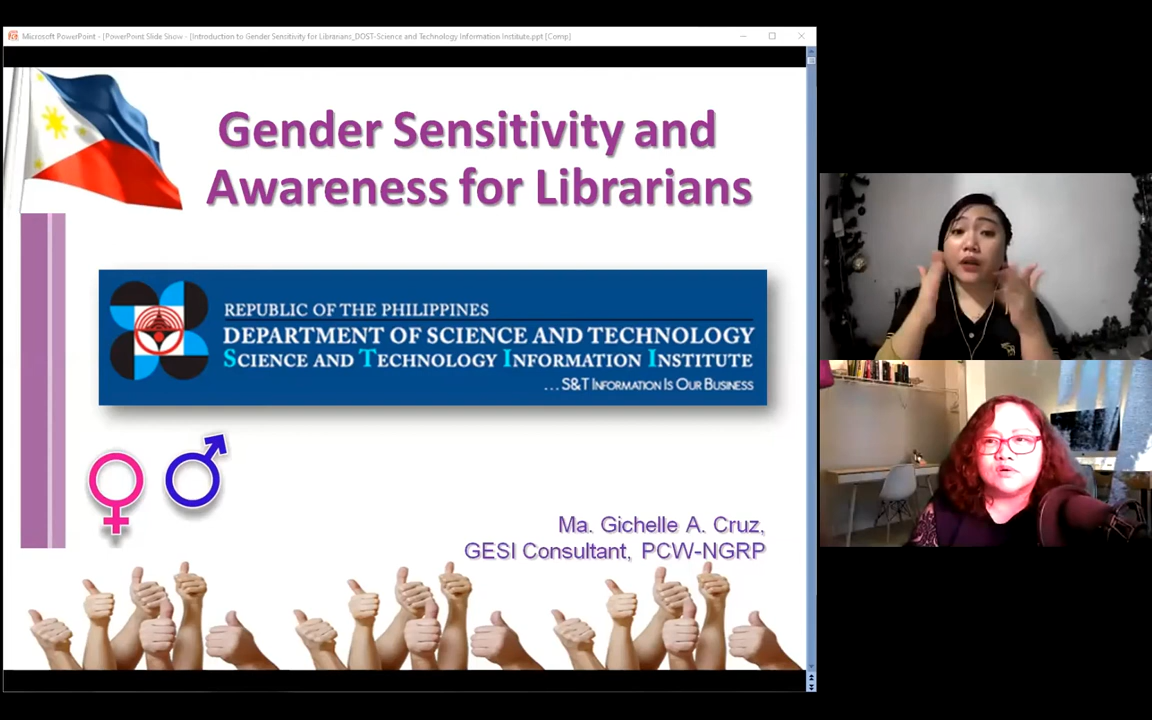 Microsoft PowerPoint - [PowerPoint Slide Show - [Introduction to Gender Sensitivity for Librarians_DOST-Science and Technology Information Institute.ppt [Comp]
Gender Sensitivity and
Awareness for Librarians
REPUBLIC OF THE PHILIPPINES
DEPARTMENT OF SCIENCE AND TECHNOLOGY
SCIENCE AND TECHNOLOGY INFORMATION INSTITUTE
...S&T INFORMATION IS OUR BUSINESS
Ma. Gichelle A. Cruz,
GESI Consultant, PCW-NGRP